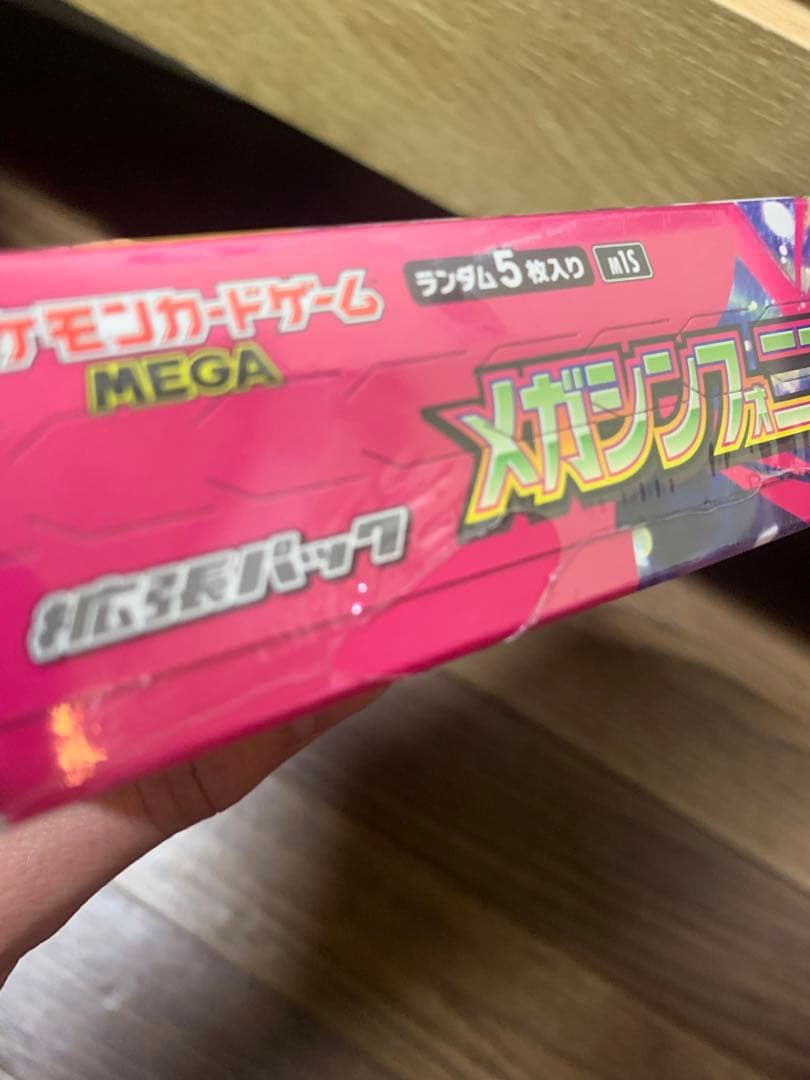 ケモンカードゲーム
MEGA
ランダム5枚入り
M1S
メガシンフォニ
拡張パック